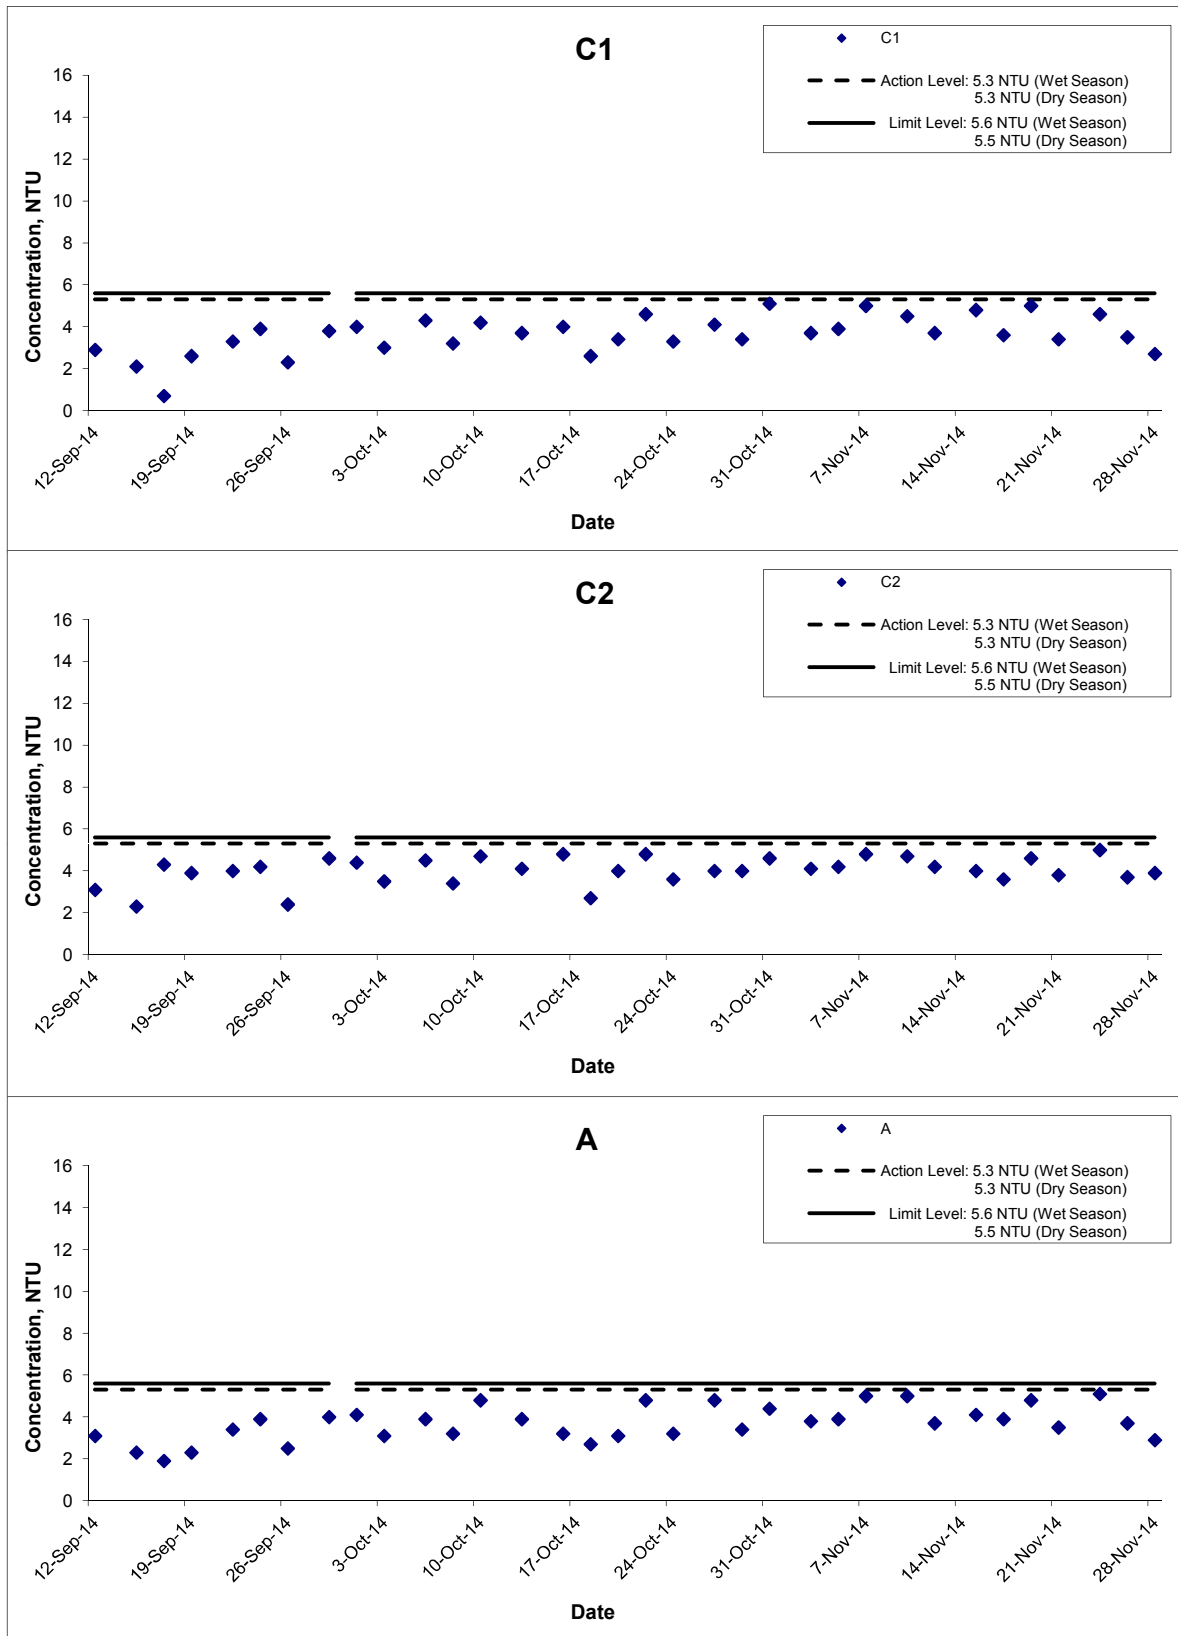 C1
C1
Action Level: 5.3 NTU (Wet Season)
5.3 NTU (Dry Season)
Limit Level: 5.6 NTU (Wet Season)
5.5 NTU (Dry Season)
Concentration, NTU
16
14
12
10
8
6
4
2
0
12-Sep-14
19-Sep-14
26-Sep-14
3-Oct-14
10-Oct-14
17-Oct-14
24-Oct-14
31-Oct-14
7-Nov-14
14-Nov-14
21-Nov-14
28-Nov-14
Date
C2
C2
Action Level: 5.3 NTU (Wet Season)
5.3 NTU (Dry Season)
Limit Level: 5.6 NTU (Wet Season)
5.5 NTU (Dry Season)
Concentration, NTU
16
14
12
10
8
6
4
2
0
12-Sep-14
19-Sep-14
26-Sep-14
3-Oct-14
10-Oct-14
17-Oct-14
24-Oct-14
31-Oct-14
7-Nov-14
14-Nov-14
21-Nov-14
28-Nov-14
Date
A
A
Action Level: 5.3 NTU (Wet Season)
5.3 NTU (Dry Season)
Limit Level: 5.6 NTU (Wet Season)
5.5 NTU (Dry Season)
Concentration, NTU
16
14
12
10
8
6
4
2
0
12-Sep-14
19-Sep-14
26-Sep-14
3-Oct-14
10-Oct-14
17-Oct-14
24-Oct-14
31-Oct-14
7-Nov-14
14-Nov-14
21-Nov-14
28-Nov-14
Date